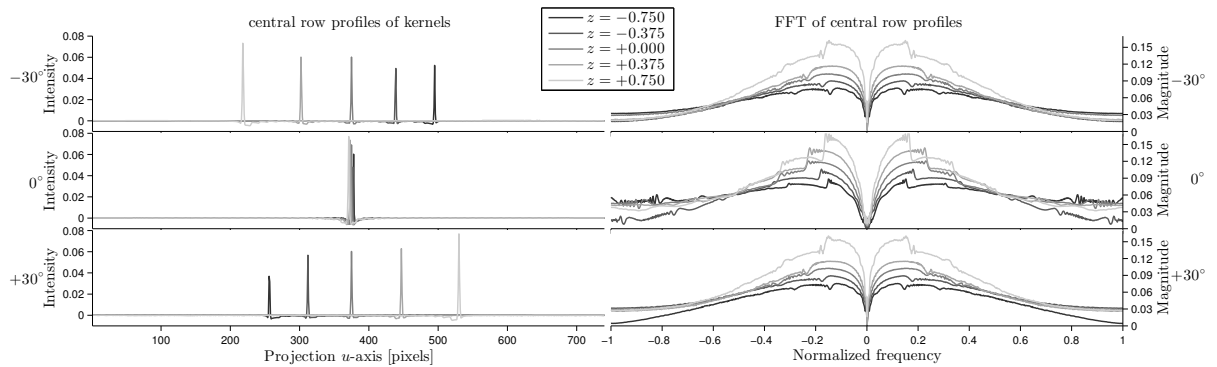 central row profiles of kernels
FFT of central row profiles
z = −0.750
z = −0.375
z = +0.000
z = +0.375
z = +0.750
−30°
Intensity
0.08
0.06
0.04
0.02
0
0.15
0.12
0.09
0.06
0.03
0
Magnitude
−30°
0°
Intensity
0.08
0.06
0.04
0.02
0
0.15
0.12
0.09
0.06
0.03
0
Magnitude
0°
+30°
Intensity
0.08
0.06
0.04
0.02
0
0.15
0.12
0.09
0.06
0.03
0
Magnitude
+30°
100 200 300 400 500 600 700
−1 −0.8 −0.6 −0.4 −0.2 0 0.2 0.4 0.6 0.8 1
Projection u-axis [pixels]
Normalized frequency